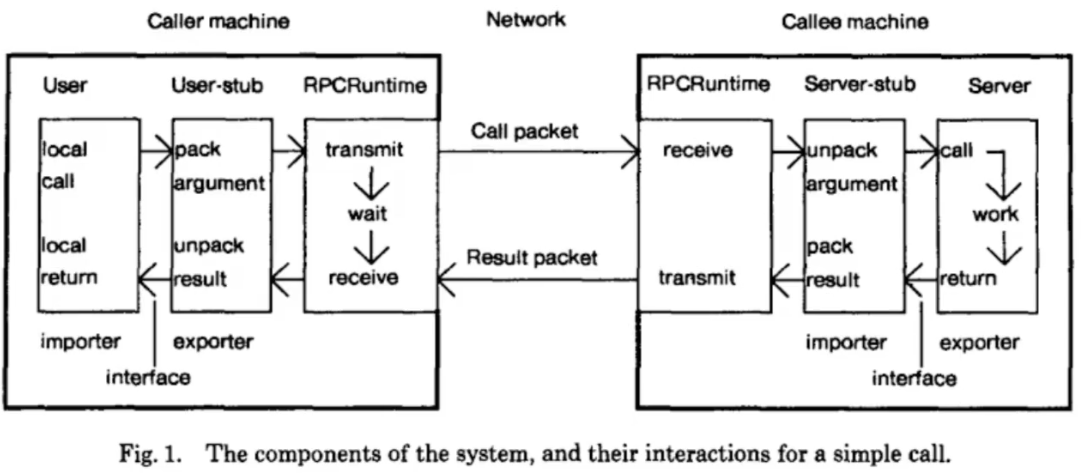 Caller machine Network Callee machine
User User-stub RPCRuntime RPCRuntime Server-stub Server
local pack transmit Call packet receive unpack call
call argument argument
wait work
local unpack pack
return result receive Result packet transmit result return
importer exporter importer exporter
interface interface
Fig. 1. The components of the system, and their interactions for a simple call.